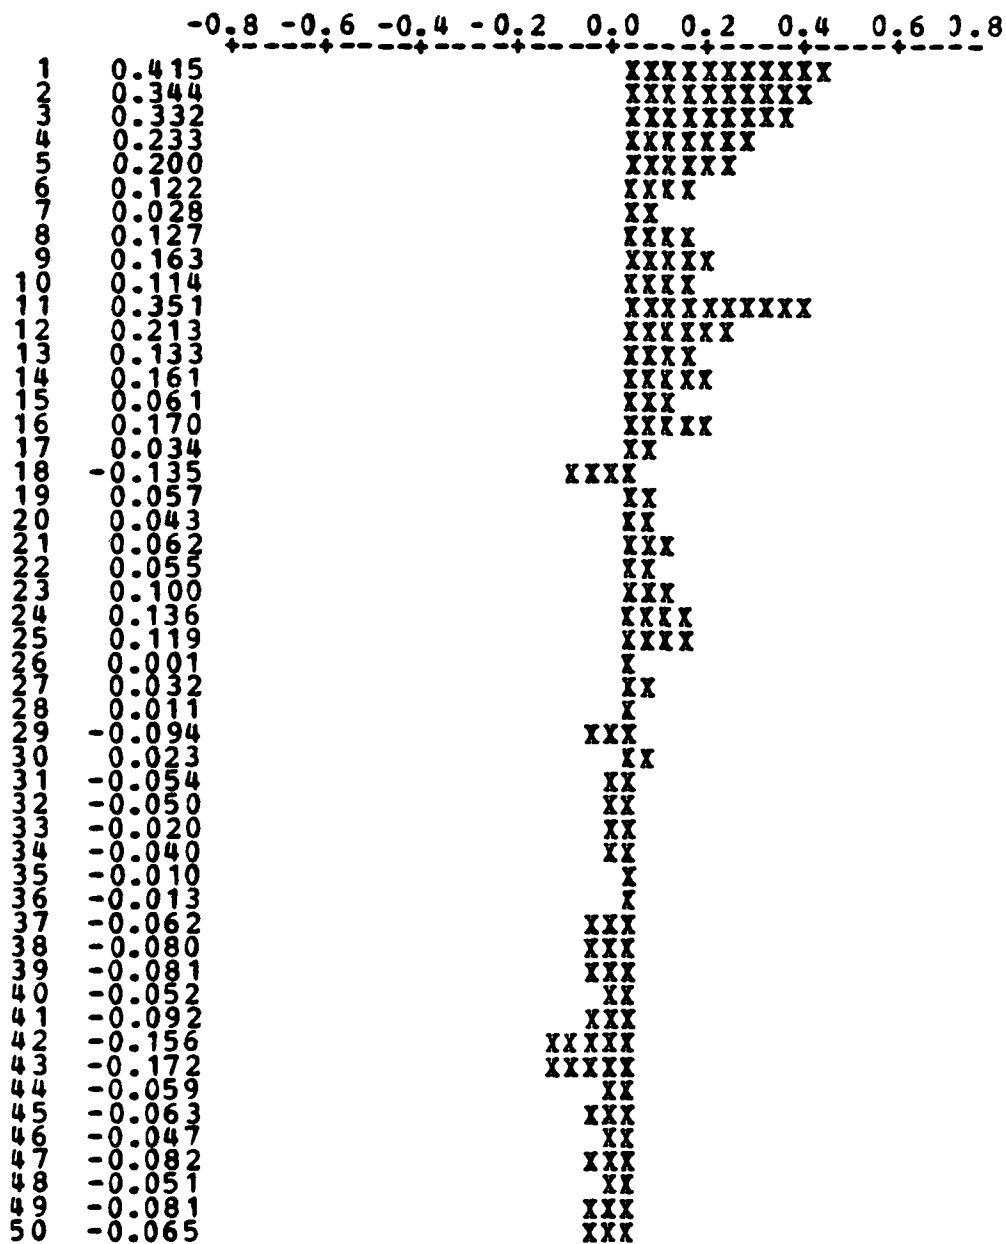 -0.8 -0.6 -0.4 -0.2 0.0 0.2 0.4 0.6 0.8
+----+----+----+----+----+----+----+----+
1 0.415 XXXXXXXXXXX
2 0.344 XXXXXXXXXX
3 0.332 XXXXXXXXX
4 0.233 XXXXXXX
5 0.200 XXXXXX
6 0.122 XXXX
7 0.028 XX
8 0.127 XXXX
9 0.163 XXXXX
10 0.114 XXXX
11 0.351 XXXXXXXXXX
12 0.213 XXXXXX
13 0.133 XXXX
14 0.161 XXXXX
15 0.061 XXX
16 0.170 XXXXX
17 0.034 XX
18 -0.135 XXXX
19 0.057 XX
20 0.043 XX
21 0.062 XXX
22 0.055 XX
23 0.100 XXX
24 0.136 XXXX
25 0.119 XXXX
26 0.001 X
27 0.032 XX
28 0.011 X
29 -0.094 XXX
30 0.023 XX
31 -0.054 XX
32 -0.050 XX
33 -0.020 XX
34 -0.040 XX
35 -0.010 X
36 -0.013 X
37 -0.062 XXX
38 -0.080 XXX
39 -0.081 XXX
40 -0.052 XX
41 -0.092 XXX
42 -0.156 XXXXX
43 -0.172 XXXXX
44 -0.059 XX
45 -0.063 XXX
46 -0.047 XX
47 -0.082 XXX
48 -0.051 XX
49 -0.081 XXX
50 -0.065 XXX